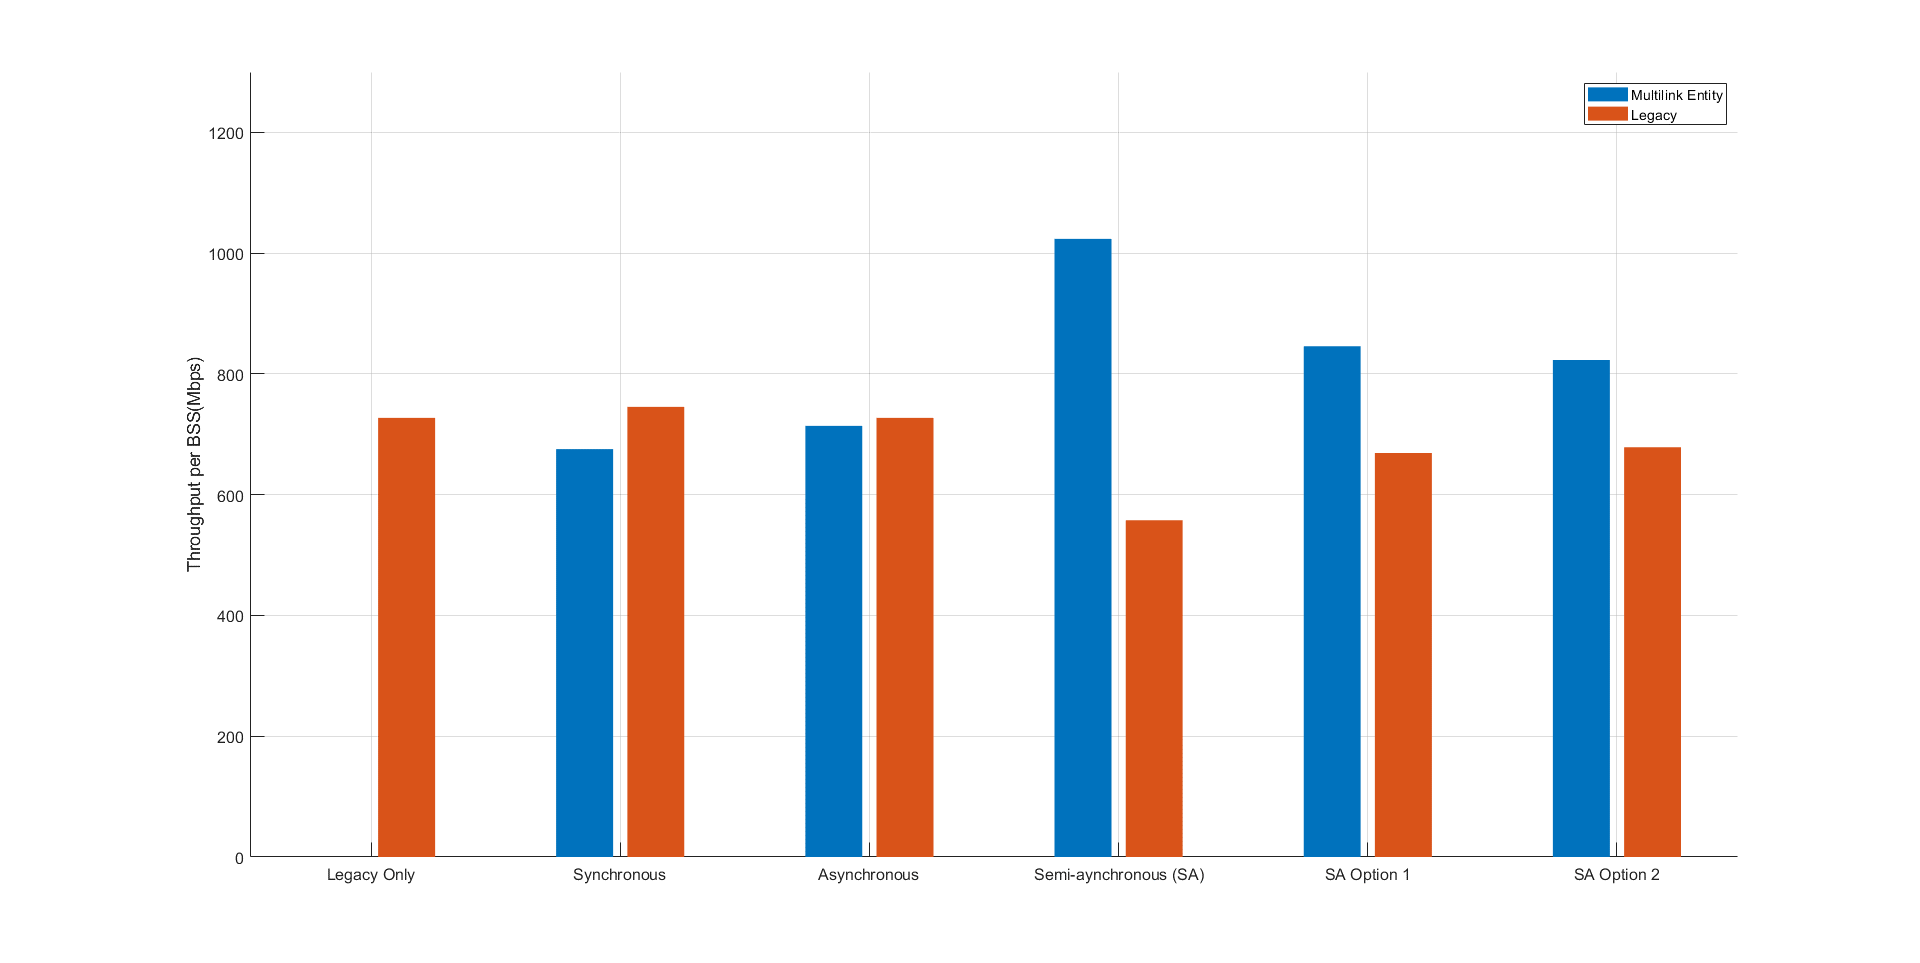 Multilink Entity
Legacy
Throughput per BSS(Mbps)
1200
1000
800
600
400
200
0
Legacy Only
Synchronous
Asynchronous
Semi-aynchronous (SA)
SA Option 1
SA Option 2